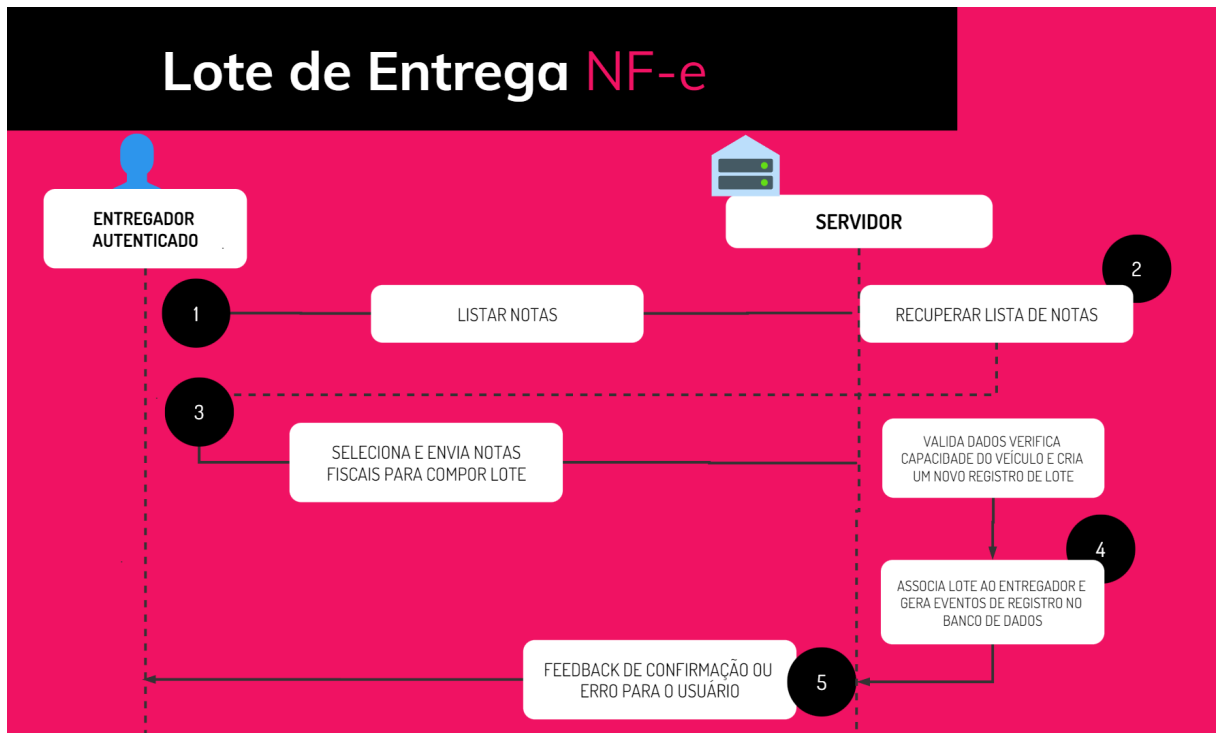 Lote de Entrega NF-e
ENTREGADOR
AUTENTICADO
SERVIDOR
2
1
LISTAR NOTAS
RECUPERAR LISTA DE NOTAS
3
SELECIONA E ENVIA NOTAS
FISCAIS PARA COMPOR LOTE
VALIDA DADOS VERIFICA
CAPACIDADE DO VEÍCULO E CRIA
UM NOVO REGISTRO DE LOTE
4
ASSOCIA LOTE AO ENTREGADOR E
GERA EVENTOS DE REGISTRO NO
BANCO DE DADOS
FEEDBACK DE CONFIRMAÇÃO OU
ERRO PARA O USUÁRIO
5